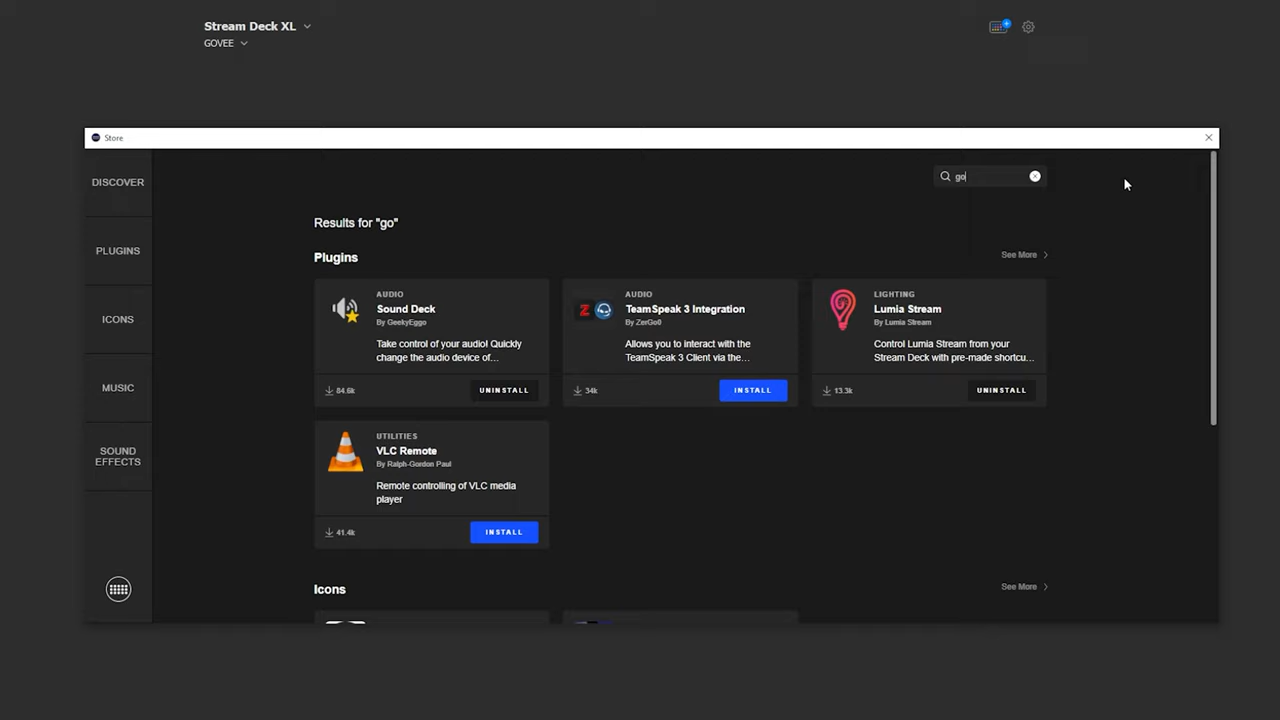 Stream Deck XL
GOVEE
Store
DISCOVER
PLUGINS
ICONS
MUSIC
SOUND
EFFECTS
go
Results for "go"
Plugins
See More
AUDIO
Sound Deck
By GeekyEggo
Take control of your audio! Quickly
change the audio device of...
84.6k
UNINSTALL
AUDIO
TeamSpeak 3 Integration
By ZerGo0
Allows you to interact with the
TeamSpeak 3 Client via the...
34k
INSTALL
LIGHTING
Lumia Stream
By Lumia Stream
Control Lumia Stream from your
Stream Deck with pre-made shortcu...
13.3k
UNINSTALL
UTILITIES
VLC Remote
By Ralph-Gordon Paul
Remote controlling of VLC media
player
41.4k
INSTALL
Icons
See More